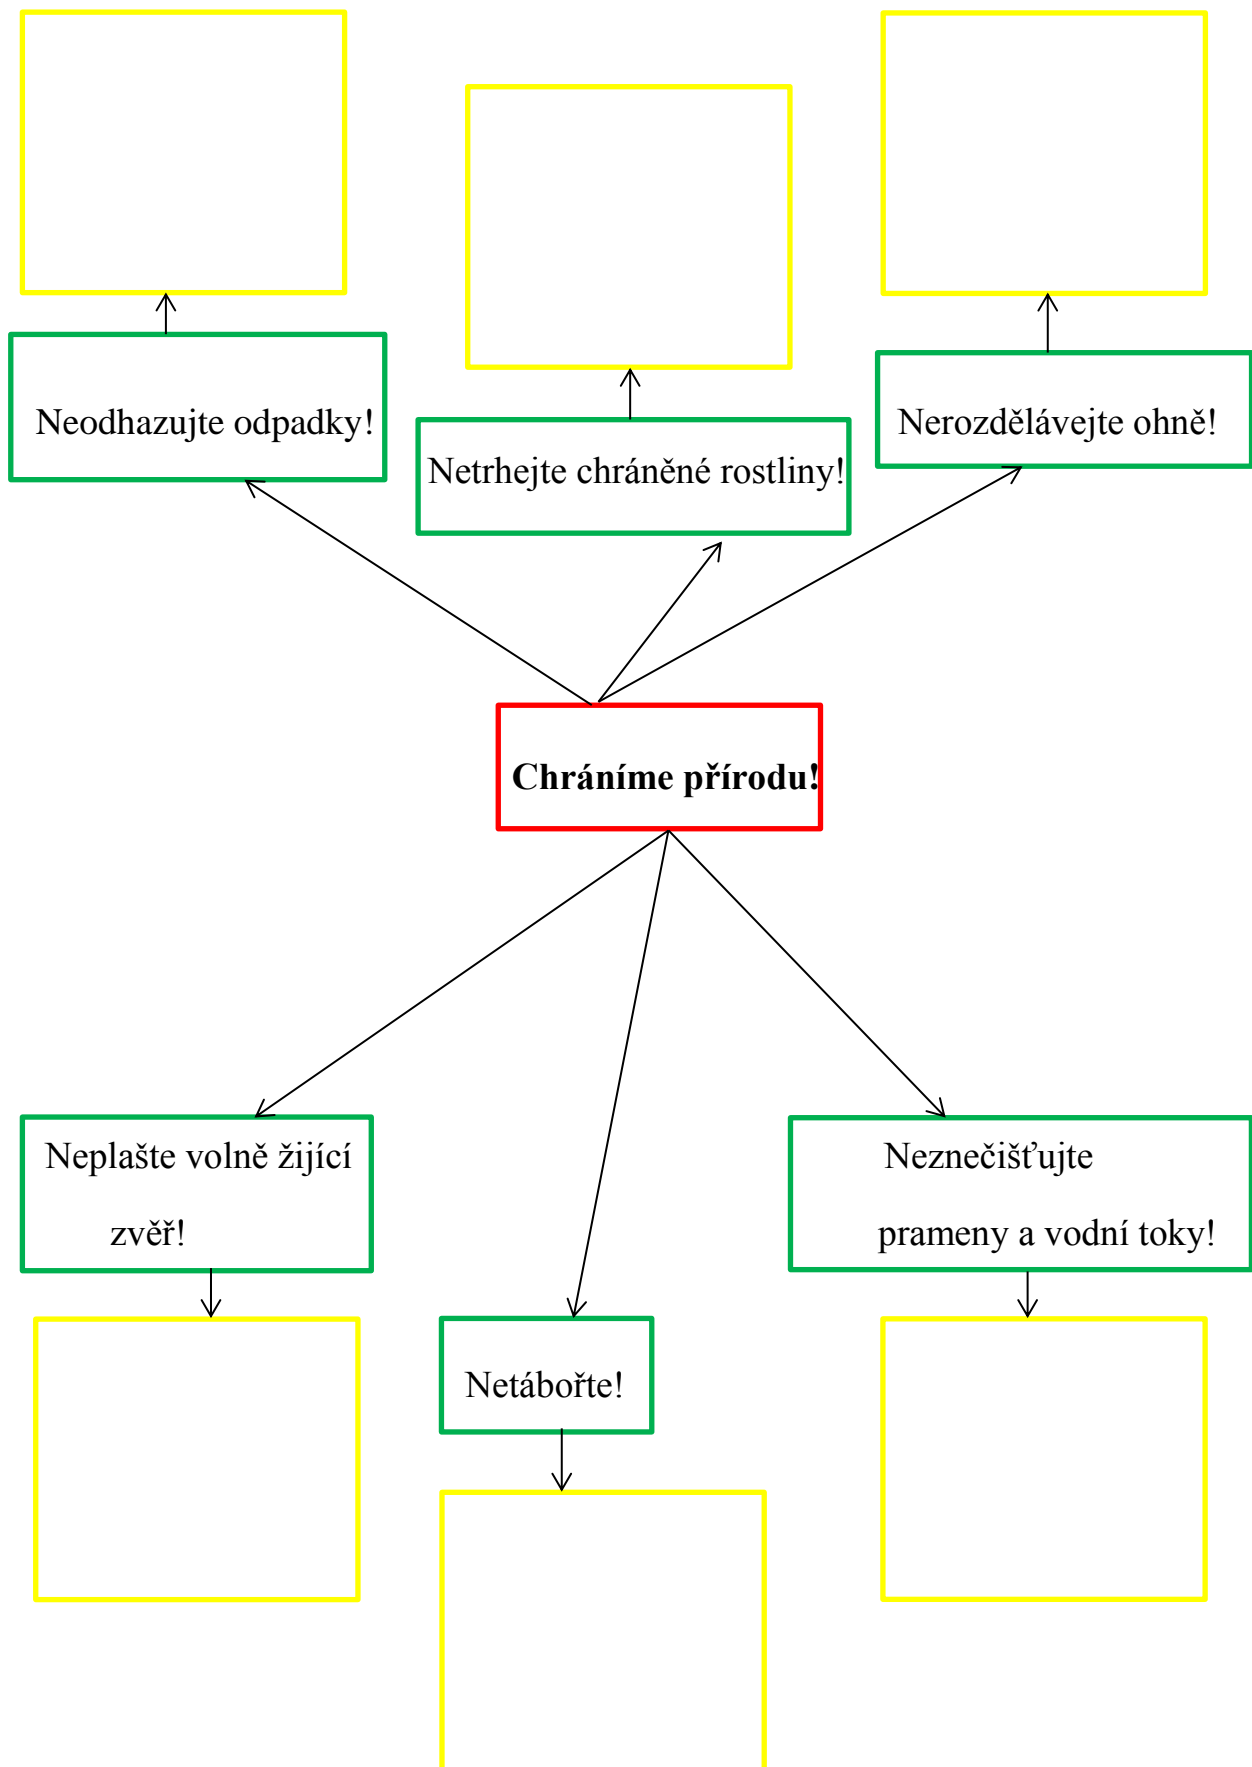 Neodhazujte odpadky!
Netrhejte chráněné rostliny!
Nerozdělávejte ohně!
Chráníme přírodu!
Neplašte volně žijící
zvěř!
Netábořte!
Neznečišťujte
prameny a vodní toky!